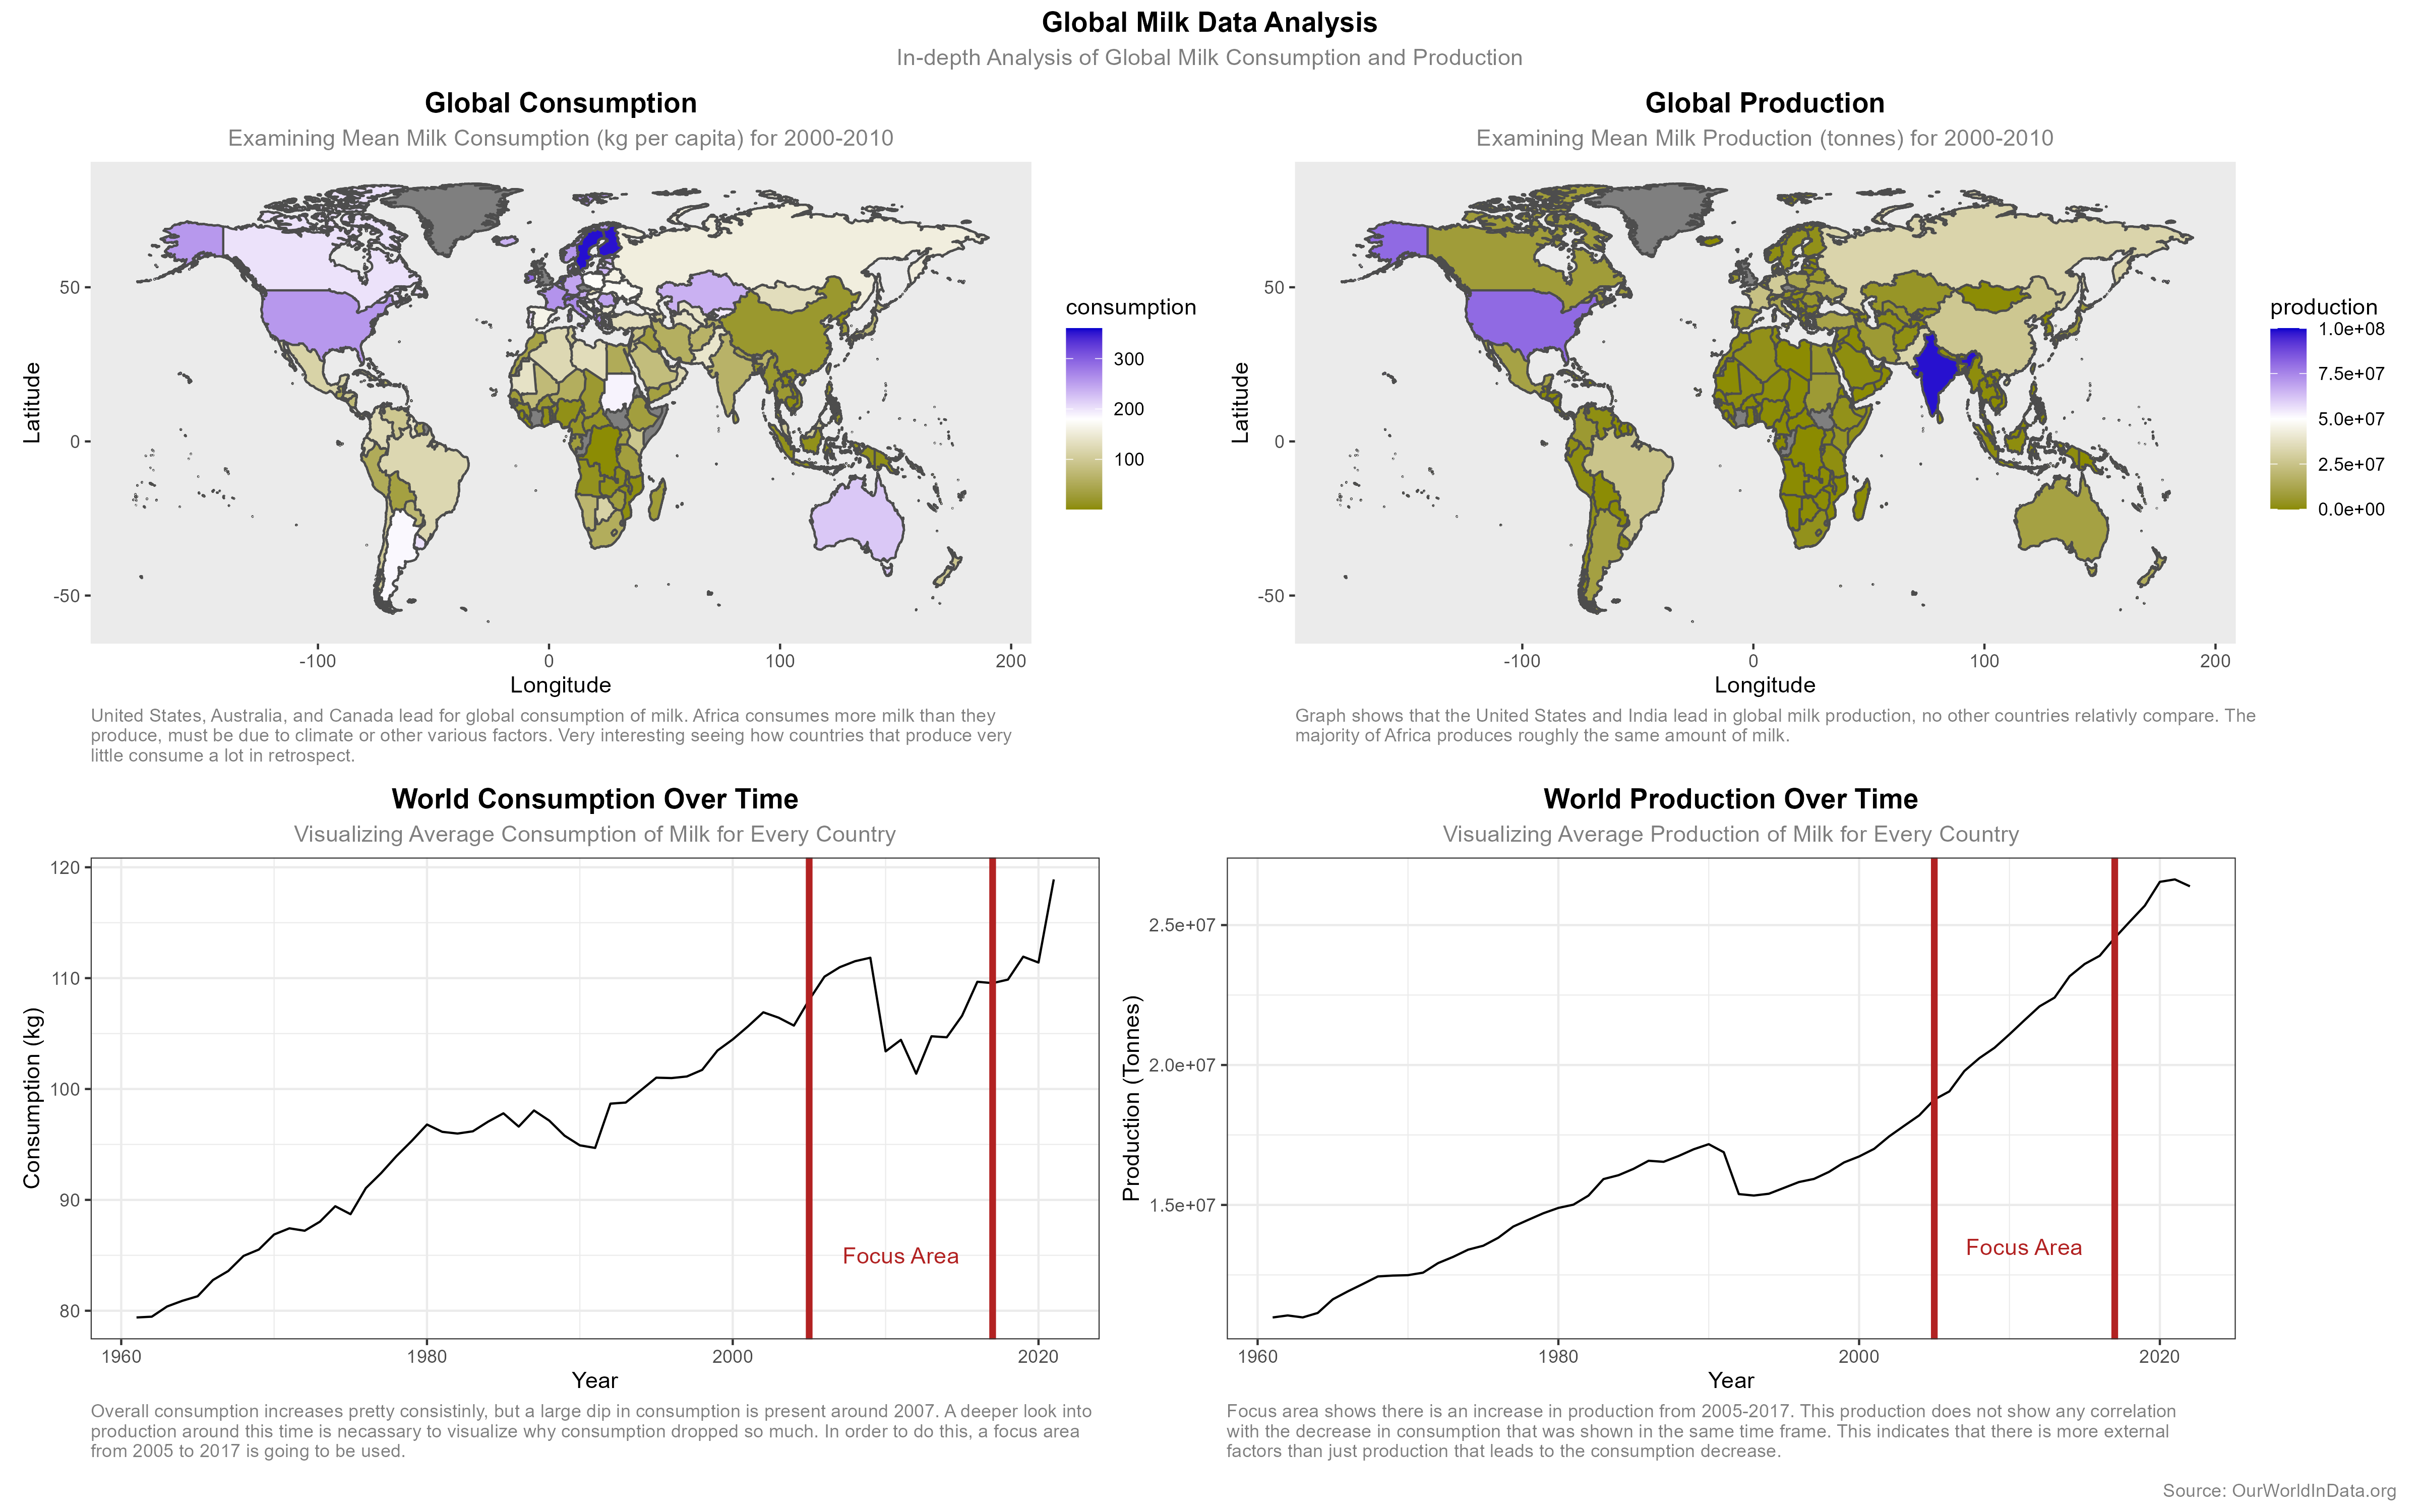 Global Milk Data Analysis
In-depth Analysis of Global Milk Consumption and Production
Global Consumption
Examining Mean Milk Consumption (kg per capita) for 2000-2010
Latitude
50
0
-50
-100
0
100
200
Longitude
consumption
300
200
100
United States, Australia, and Canada lead for global consumption of milk. Africa consumes more milk than they
produce, must be due to climate or other various factors. Very interesting seeing how countries that produce very
little consume a lot in retrospect.
Global Production
Examining Mean Milk Production (tonnes) for 2000-2010
Latitude
50
0
-50
-100
0
100
200
Longitude
production
1.0e+08
7.5e+07
5.0e+07
2.5e+07
0.0e+00
Graph shows that the United States and India lead in global milk production, no other countries relativly compare. The
majority of Africa produces roughly the same amount of milk.
World Consumption Over Time
Visualizing Average Consumption of Milk for Every Country
Consumption (kg)
120
110
100
90
80
Focus Area
1960
1980
2000
2020
Year
Overall consumption increases pretty consistinly, but a large dip in consumption is present around 2007. A deeper look into
production around this time is necassary to visualize why consumption dropped so much. In order to do this, a focus area
from 2005 to 2017 is going to be used.
World Production Over Time
Visualizing Average Production of Milk for Every Country
Production (Tonnes)
2.5e+07
2.0e+07
1.5e+07
Focus Area
1960
1980
2000
2020
Year
Focus area shows there is an increase in production from 2005-2017. This production does not show any correlation
with the decrease in consumption that was shown in the same time frame. This indicates that there is more external
factors than just production that leads to the consumption decrease.
Source: OurWorldInData.org